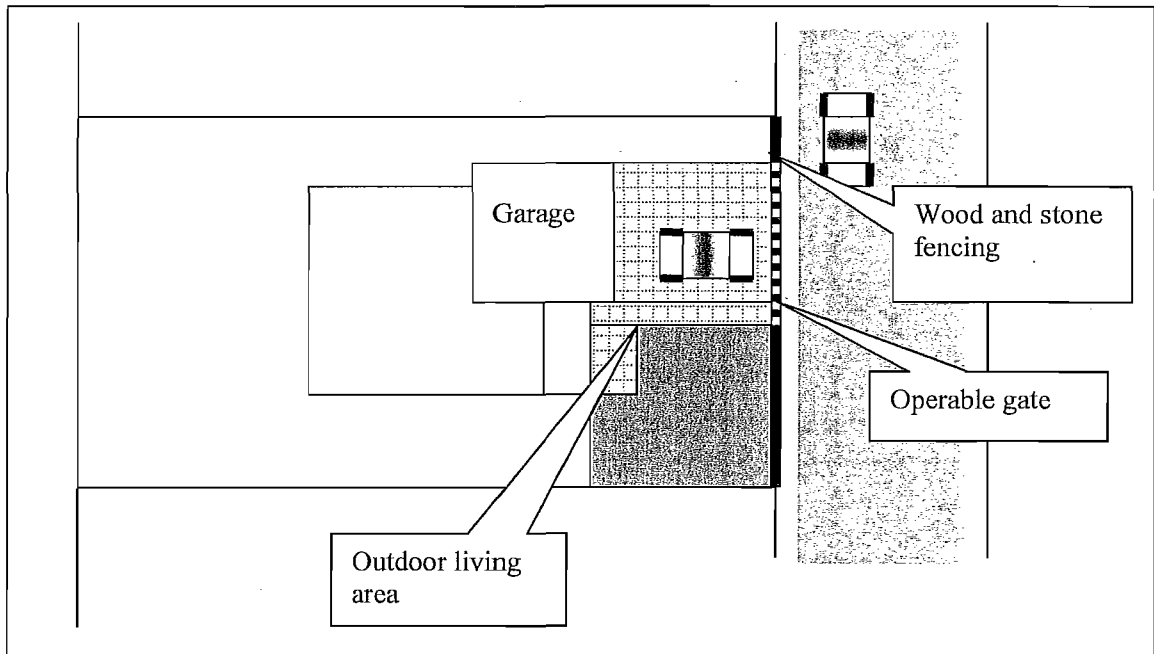 Garage
Wood and stone
fencing
Operable gate
Outdoor living
area